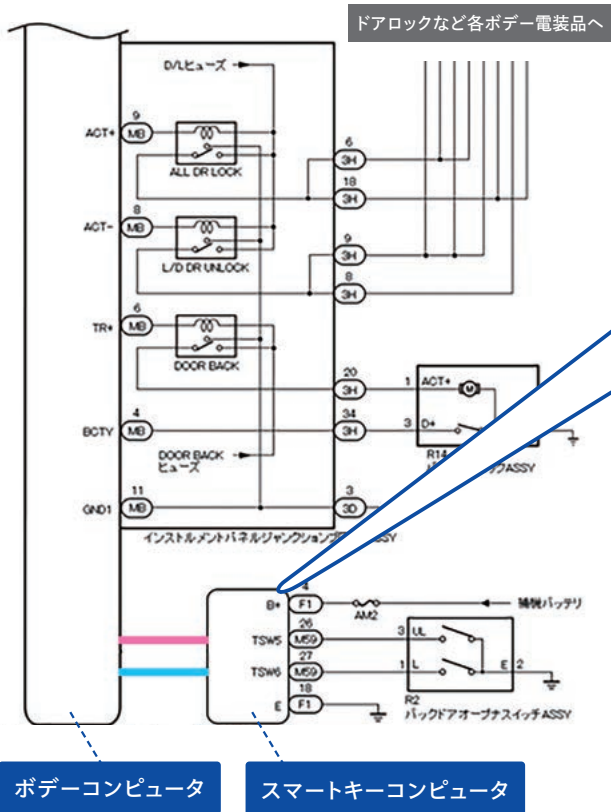 ドアロックなど各ボデー電装品へ
D/Lヒューズ
ACT+
9
MB
ALL DR LOCK
6
3H
18
3H
ACT-
8
MB
L/D DR UNLOCK
9
3H
8
3H
TR+
6
MB
DOOR BACK
20
3H
1
ACT+
M
BCTY
4
MB
34
3H
3
D+
DOOR BACK
ヒューズ
R14
ASSY
GND1
11
MB
3
3D
インストルメントパネルジャンクション
ASSY
B+
4
F1
AM2
補機バッテリ
TSW5
26
M59
3
UL
TSW6
27
M59
1
L
E
2
E
18
F1
R2
バックドアオープナスイッチASSY
ボデーコンピュータ
スマートキーコンピュータ